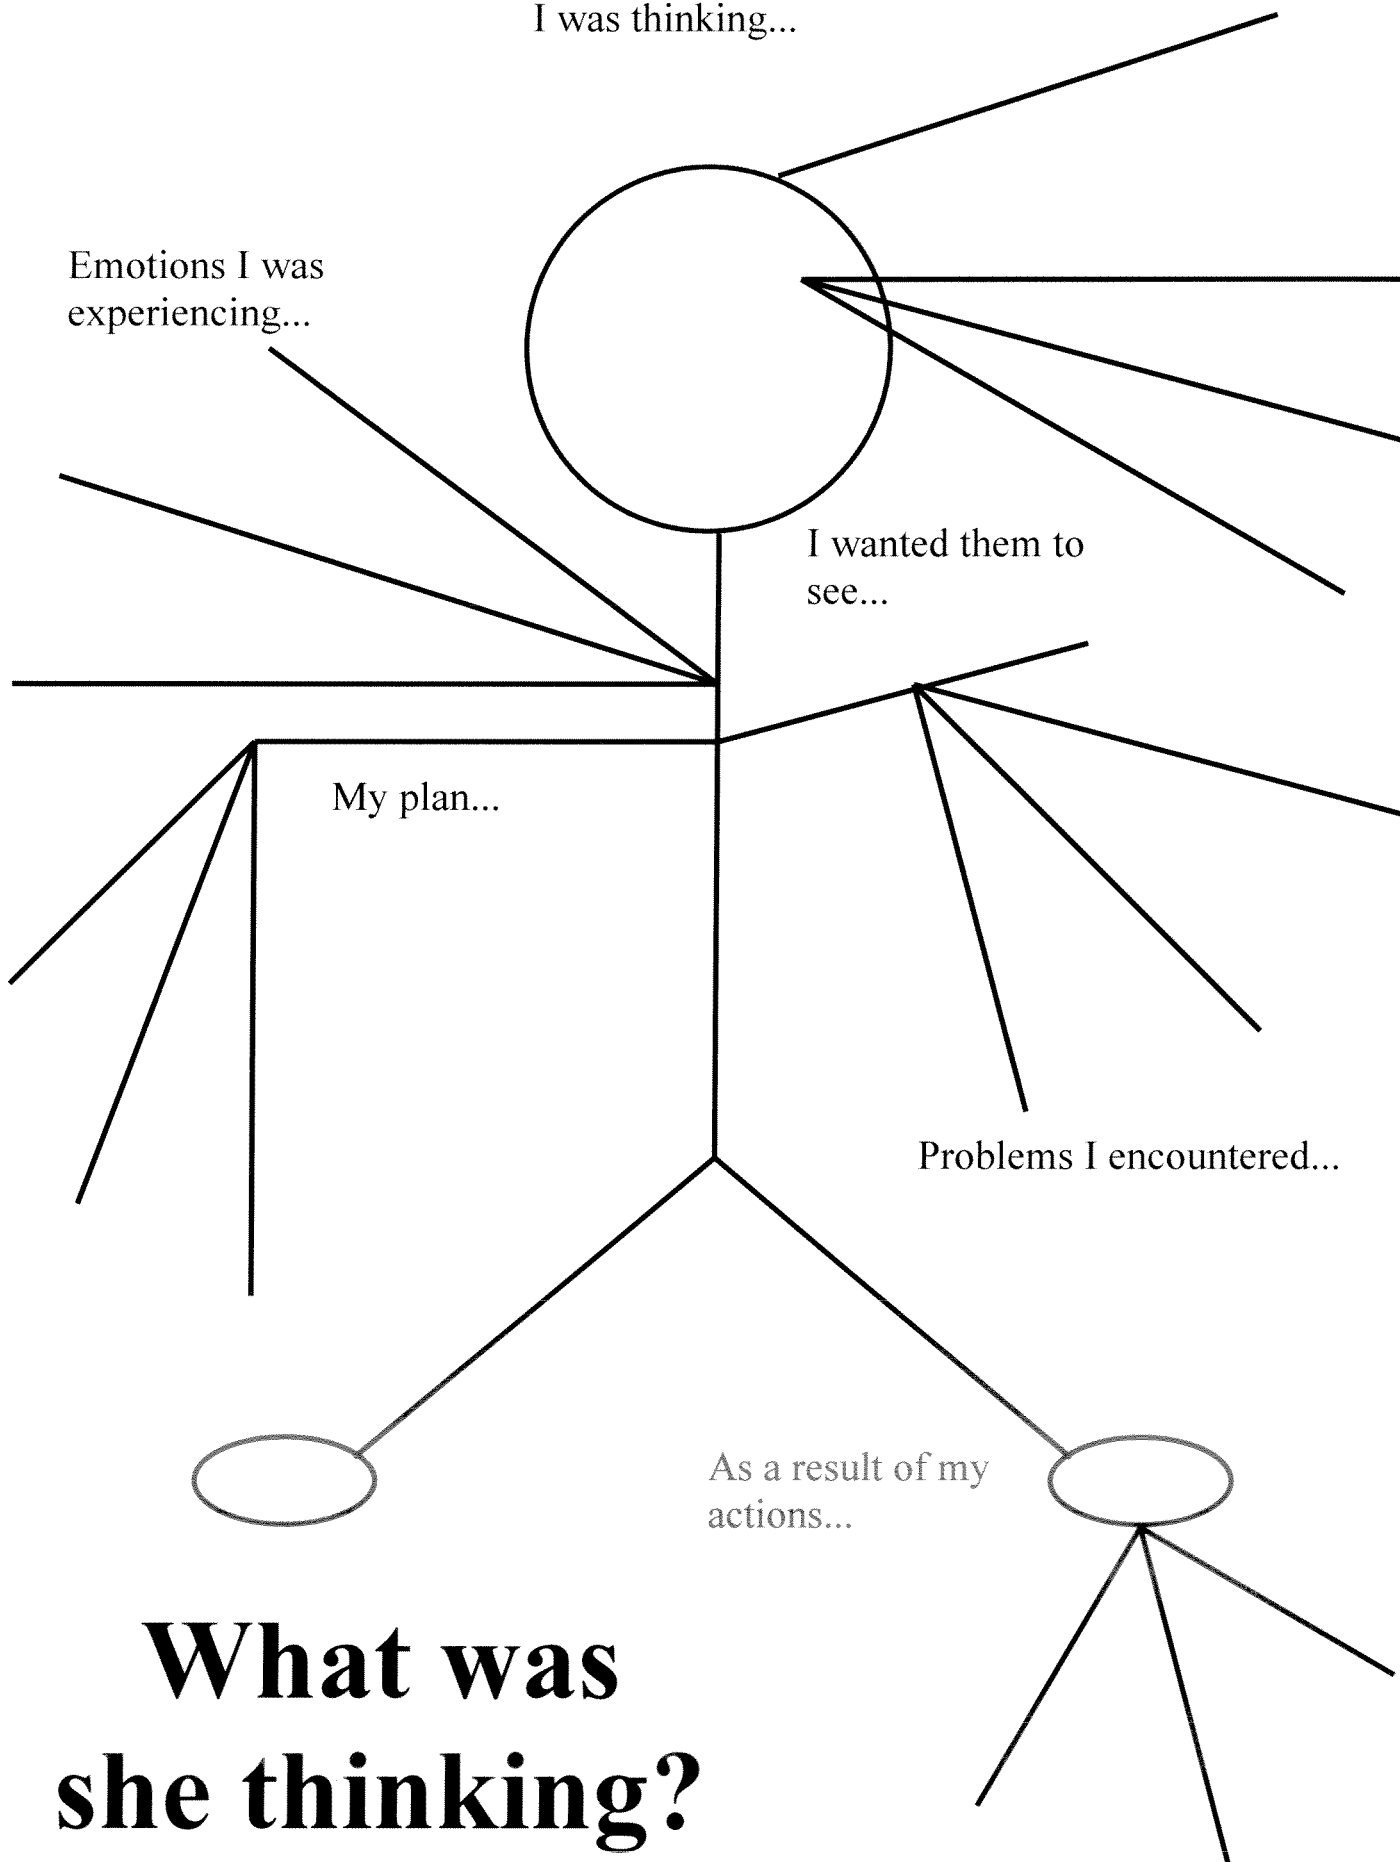 I was thinking...
Emotions I was
experiencing...
I wanted them to
see...
My plan...
Problems I encountered...
As a result of my
actions...
What was
she thinking?